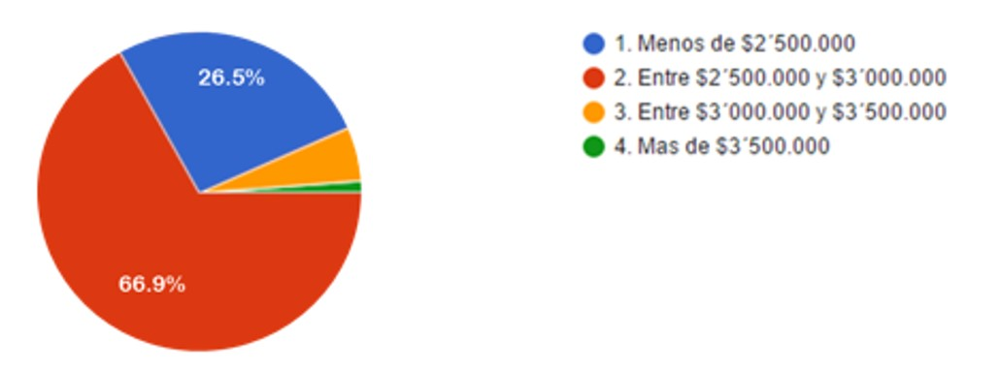 26.5%
66.9%
1. Menos de $2´500.000
2. Entre $2´500.000 y $3´000.000
3. Entre $3´000.000 y $3´500.000
4. Mas de $3´500.000